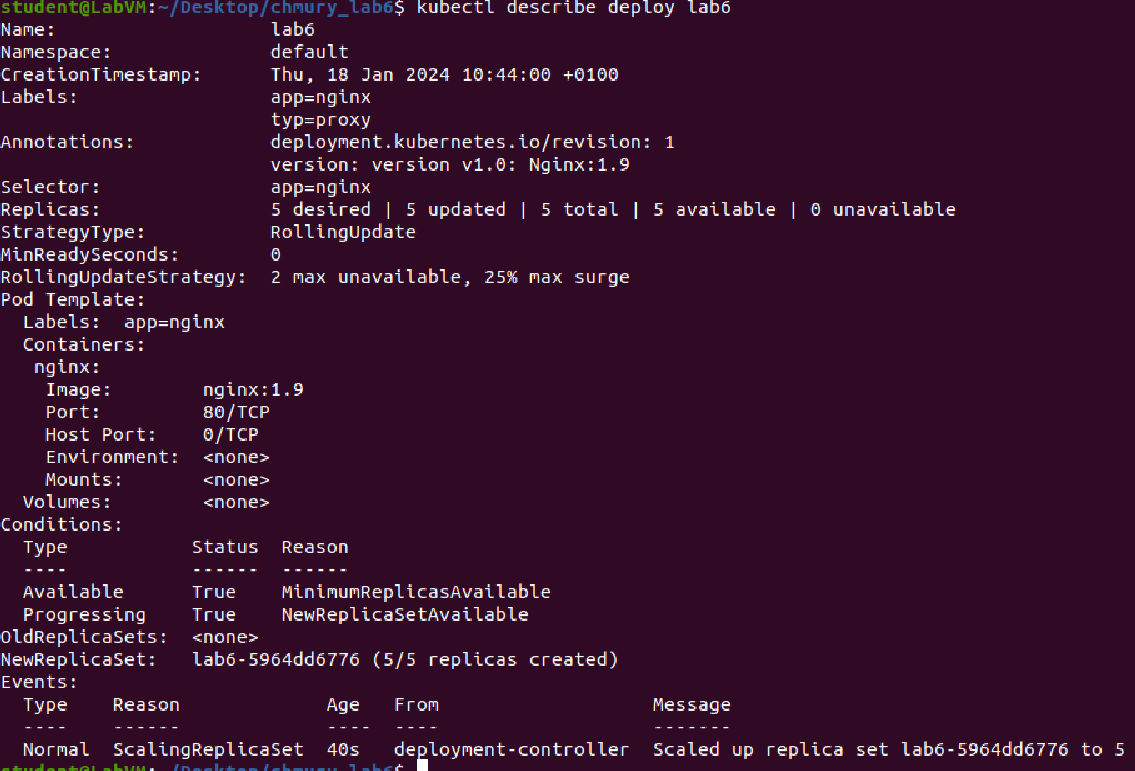 student@LabVM:~/Desktop/chmury_lab6$ kubectl describe deploy lab6
Name:                   lab6
Namespace:              default
CreationTimestamp:      Thu, 18 Jan 2024 10:44:00 +0100
Labels:                 app=nginx
                        typ=proxy
Annotations:            deployment.kubernetes.io/revision: 1
                        version: version v1.0: Nginx:1.9
Selector:               app=nginx
Replicas:               5 desired | 5 updated | 5 total | 5 available | 0 unavailable
StrategyType:           RollingUpdate
MinReadySeconds:        0
RollingUpdateStrategy:  2 max unavailable, 25% max surge
Pod Template:
  Labels:  app=nginx
  Containers:
   nginx:
    Image:        nginx:1.9
    Port:         80/TCP
    Host Port:    0/TCP
    Environment:  <none>
    Mounts:       <none>
  Volumes:        <none>
Conditions:
  Type           Status  Reason
  ----           ------  ------
  Available      True    MinimumReplicasAvailable
  Progressing    True    NewReplicaSetAvailable
OldReplicaSets:  <none>
NewReplicaSet:   lab6-5964dd6776 (5/5 replicas created)
Events:
  Type    Reason             Age   From                   Message
  ----    ------             ----  ----                   -------
  Normal  ScalingReplicaSet  40s   deployment-controller  Scaled up replica set lab6-5964dd6776 to 5
student@LabVM:~/Desktop/chmury_lab6$